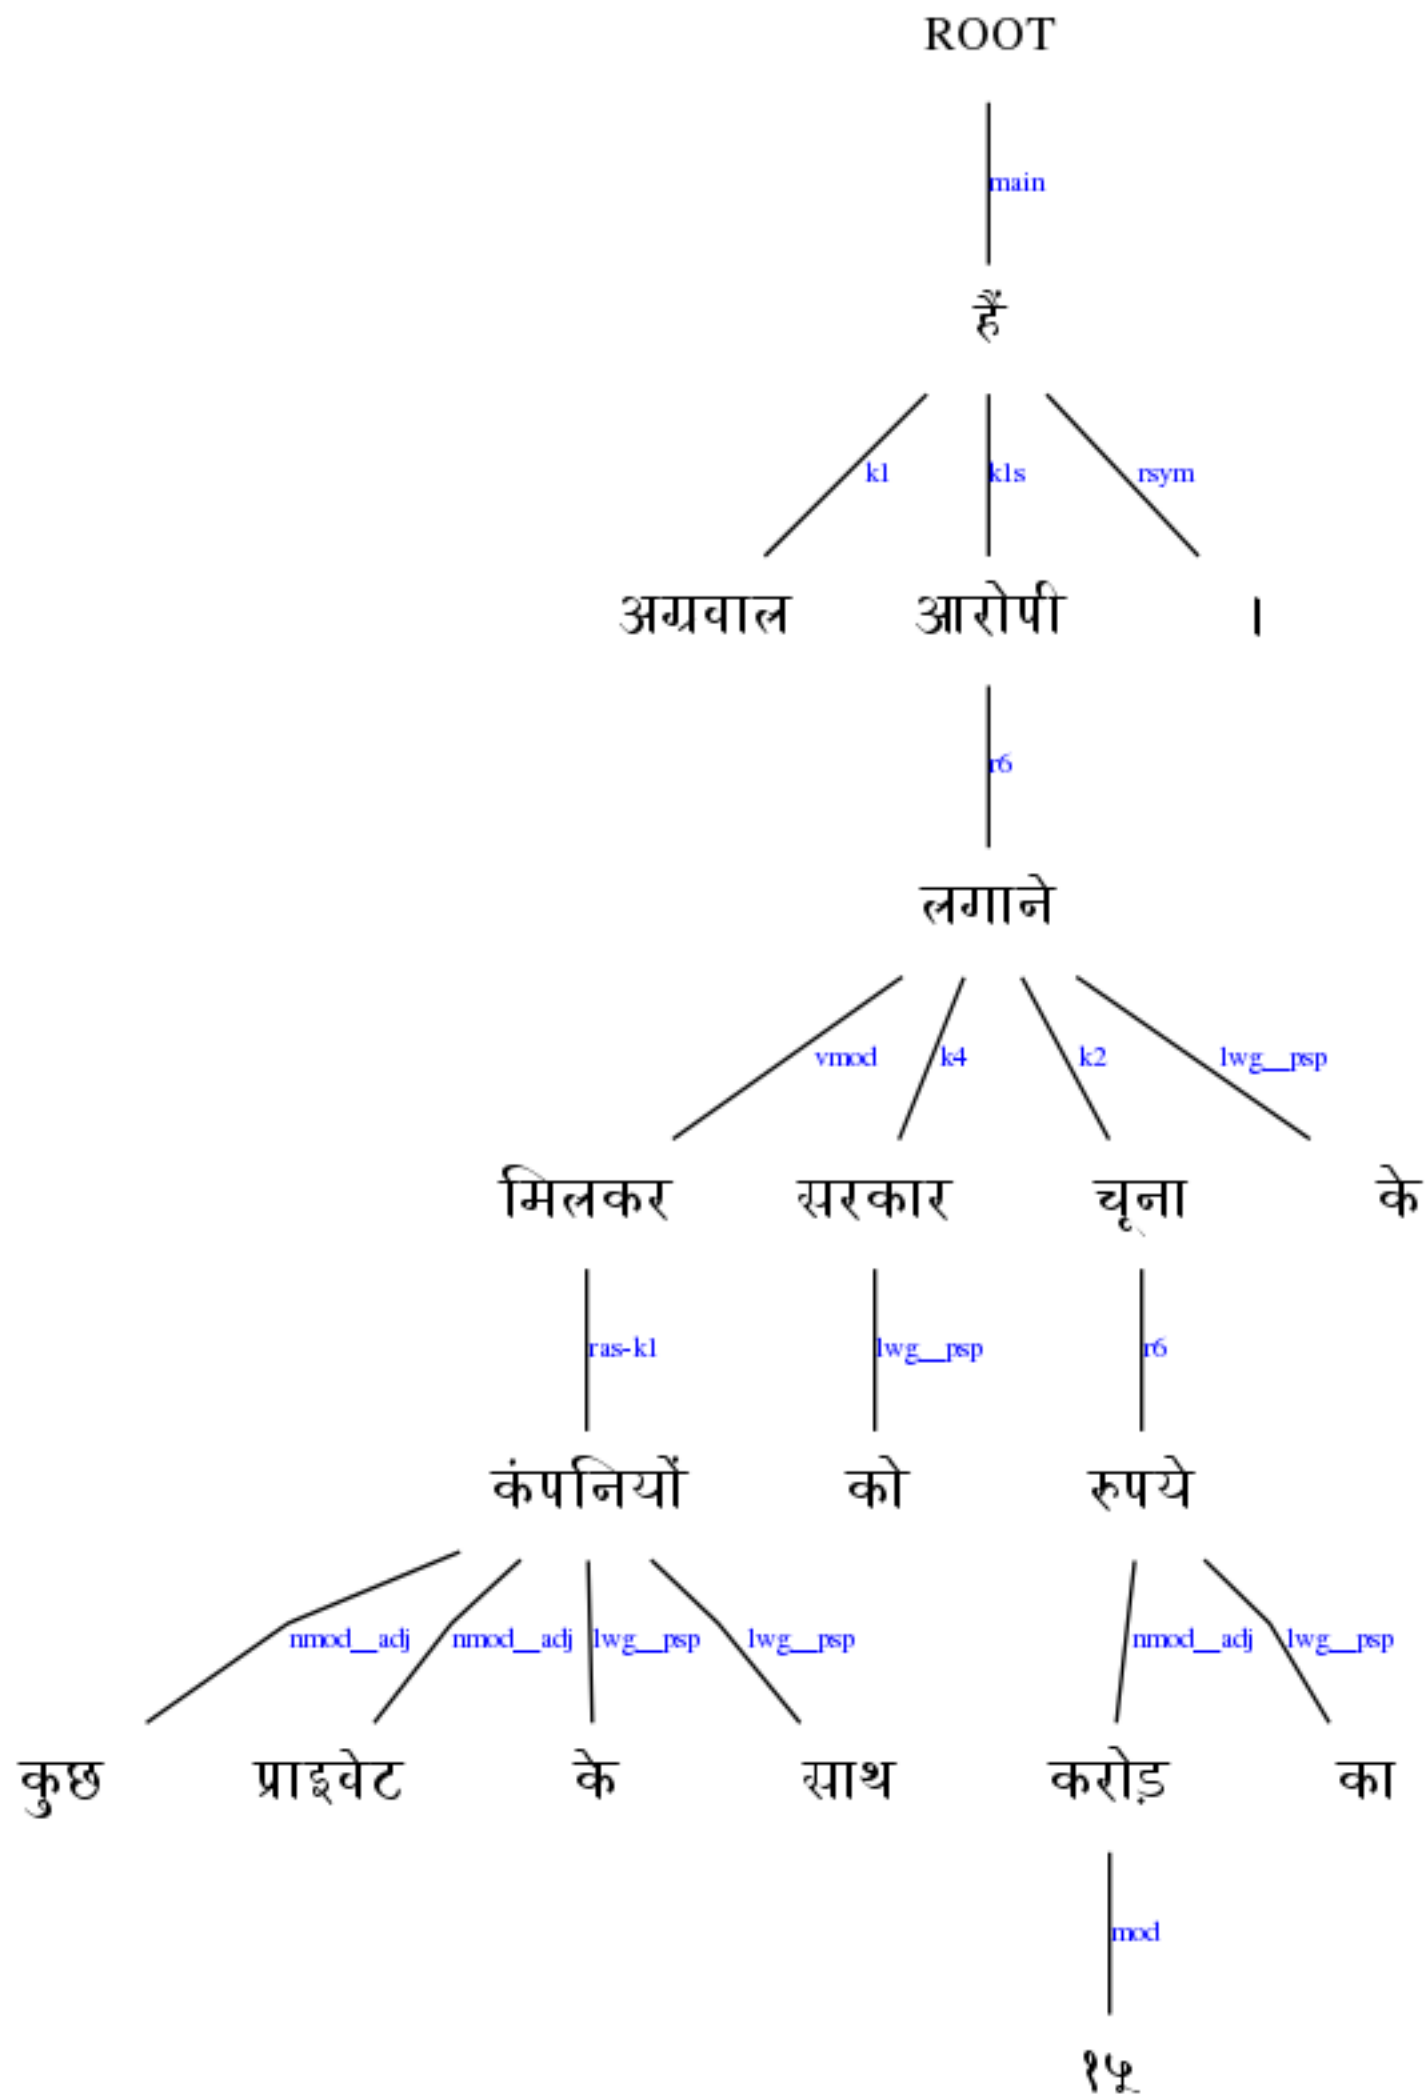 ROOT
main
हैं
k1 k1s rsym
अग्रवाल आरोपी ।
r6
लगाने
vmod k4 k2 lwg__psp
मिलकर सरकार चूना के
ras-k1 lwg__psp r6
कंपनियों को रुपये
nmod__adj nmod__adj lwg__psp lwg__psp nmod__adj lwg__psp
कुछ प्राइवेट के साथ करोड़ का
mod
१५